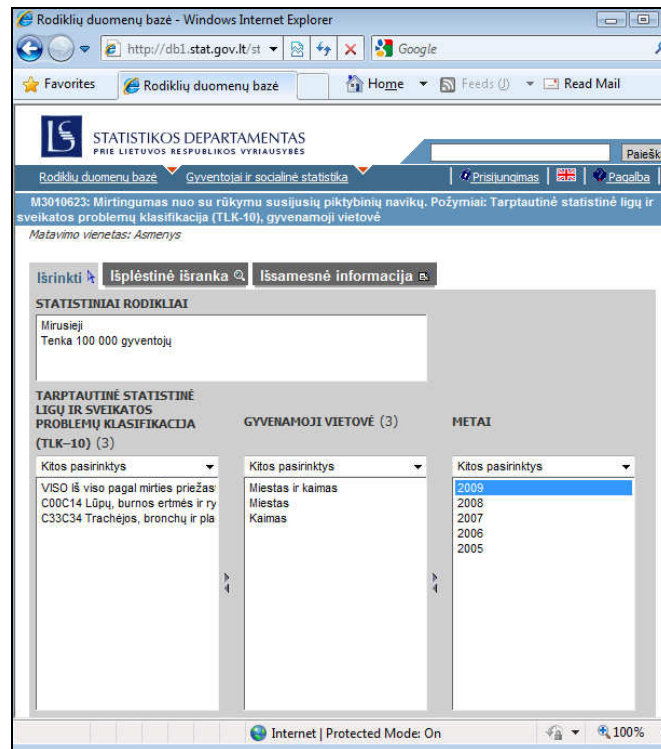 Rodiklių duomenų bazė - Windows Internet Explorer
http://db1.stat.gov.lt/st
Google
Favorites
Rodiklių duomenų bazė
Home
Feeds (J)
Read Mail
LS
STATISTIKOS DEPARTAMENTAS
PRIE LIETUVOS RESPUBLIKOS VYRIAUSYBĖS
Paiešk
Rodiklių duomenų bazė
Gyventojai ir socialinė statistika
Prisijungimas
Pagalba
M3010623: Mirtingumas nuo su rūkymu susijusių piktybinių navikų. Požymiai: Tarptautinė statistinė ligų ir
sveikatos problemų klasifikacija (TLK-10), gyvenamoji vietovė
Matavimo vienetas: Asmenys
Išrinkti
Išplėstinė išranka
Išsamesnė informacija
STATISTINIAI RODIKLIAI
Mirusieji
Tenka 100 000 gyventojų
TARPTAUTINĖ STATISTINĖ
LIGŲ IR SVEIKATOS
PROBLEMŲ KLASIFIKACIJA
(TLK–10) (3)
GYVENAMOJI VIETOVĖ (3)
METAI
Kitos pasirinktys
Kitos pasirinktys
Kitos pasirinktys
VISO Iš viso pagal mirties priežas
C00C14 Lūpų, burnos ertmės ir ry
C33C34 Trachėjos, bronchų ir pla
Miestas ir kaimas
Miestas
Kaimas
2009
2008
2007
2006
2005
Internet | Protected Mode: On
100%